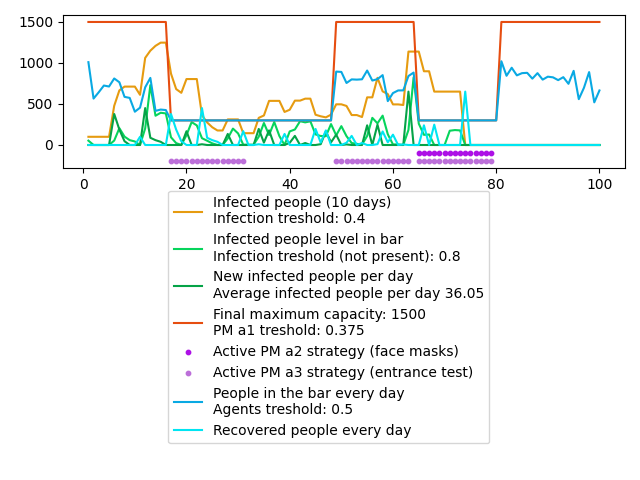 1500
1000
500
0
0
20
40
60
80
100
Infected people (10 days)
Infection treshold: 0.4
Infected people level in bar
Infection treshold (not present): 0.8
New infected people per day
Average infected people per day 36.05
Final maximum capacity: 1500
PM a1 treshold: 0.375
Active PM a2 strategy (face masks)
Active PM a3 strategy (entrance test)
People in the bar every day
Agents treshold: 0.5
Recovered people every day